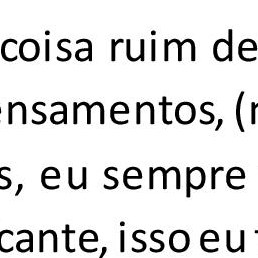 coisa ruim de
ensamentos, (r
s, eu sempre
cante, isso eu